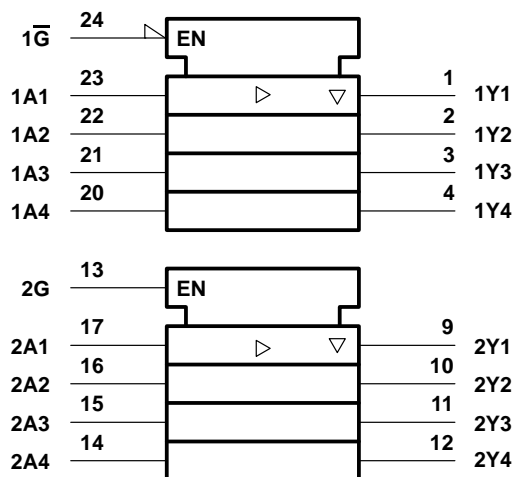 24
1G̅ EN
23 1
1A1 1Y1
22 2
1A2 1Y2
21 3
1A3 1Y3
20 4
1A4 1Y4
13
2G EN
17 9
2A1 2Y1
16 10
2A2 2Y2
15 11
2A3 2Y3
14 12
2A4 2Y4